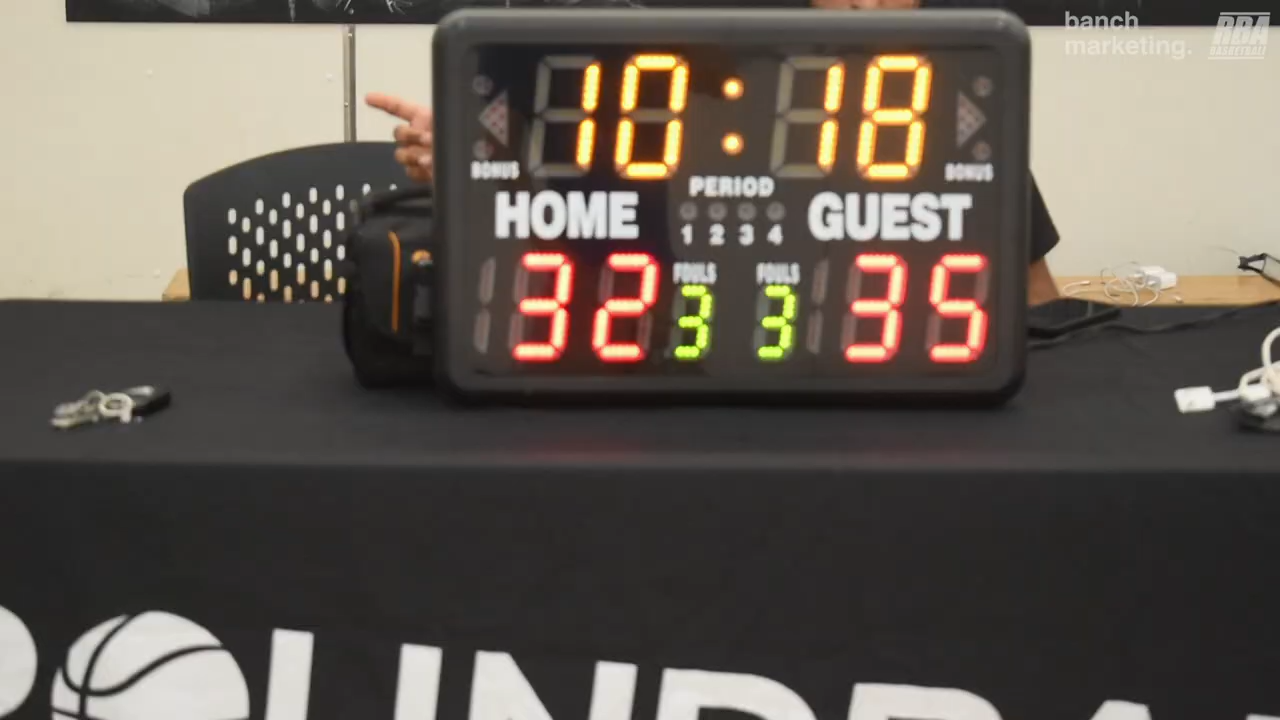 banch
marketing.
RBA
BASKETBALL
10:18
BONUS
BONUS
PERIOD
HOME
GUEST
1 2 3 4
FOULS
FOULS
32
3
3
35
ROUNDBA